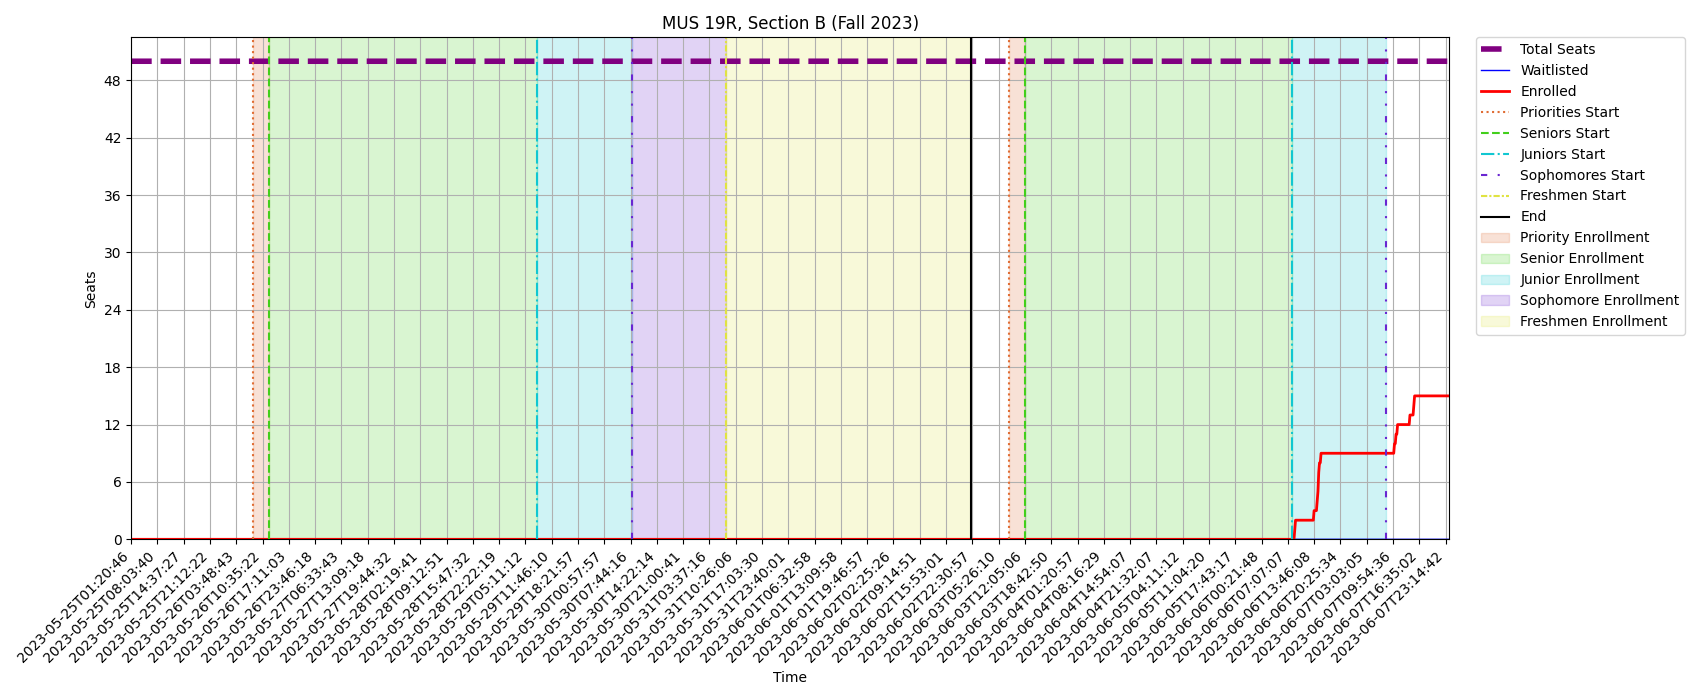 MUS 19R, Section B (Fall 2023)
Total Seats
Waitlisted
Enrolled
Priorities Start
Seniors Start
Juniors Start
Sophomores Start
Freshmen Start
End
Priority Enrollment
Senior Enrollment
Junior Enrollment
Sophomore Enrollment
Freshmen Enrollment
Seats
48
42
36
30
24
18
12
6
0
2023-05-25T01:20:46
2023-05-25T08:03:40
2023-05-25T14:37:27
2023-05-25T21:12:22
2023-05-26T03:48:43
2023-05-26T10:35:22
2023-05-26T17:11:03
2023-05-26T23:46:18
2023-05-27T06:33:43
2023-05-27T13:09:18
2023-05-27T19:44:32
2023-05-28T02:19:41
2023-05-28T09:12:51
2023-05-28T15:47:32
2023-05-28T22:22:19
2023-05-29T05:11:12
2023-05-29T11:46:10
2023-05-29T18:21:57
2023-05-30T00:57:57
2023-05-30T07:44:16
2023-05-30T14:22:14
2023-05-30T21:00:41
2023-05-31T03:37:16
2023-05-31T10:26:06
2023-05-31T17:03:30
2023-05-31T23:40:01
2023-06-01T06:32:58
2023-06-01T13:09:58
2023-06-01T19:46:57
2023-06-02T02:25:26
2023-06-02T09:14:51
2023-06-02T15:53:01
2023-06-02T22:30:57
2023-06-03T05:26:10
2023-06-03T12:05:06
2023-06-03T18:42:50
2023-06-04T01:20:57
2023-06-04T08:16:29
2023-06-04T14:54:07
2023-06-04T21:32:07
2023-06-05T04:11:12
2023-06-05T11:04:20
2023-06-05T17:43:17
2023-06-06T00:21:48
2023-06-06T07:07:07
2023-06-06T13:46:08
2023-06-06T20:25:34
2023-06-07T03:03:05
2023-06-07T09:54:36
2023-06-07T16:35:02
2023-06-07T23:14:42
Time